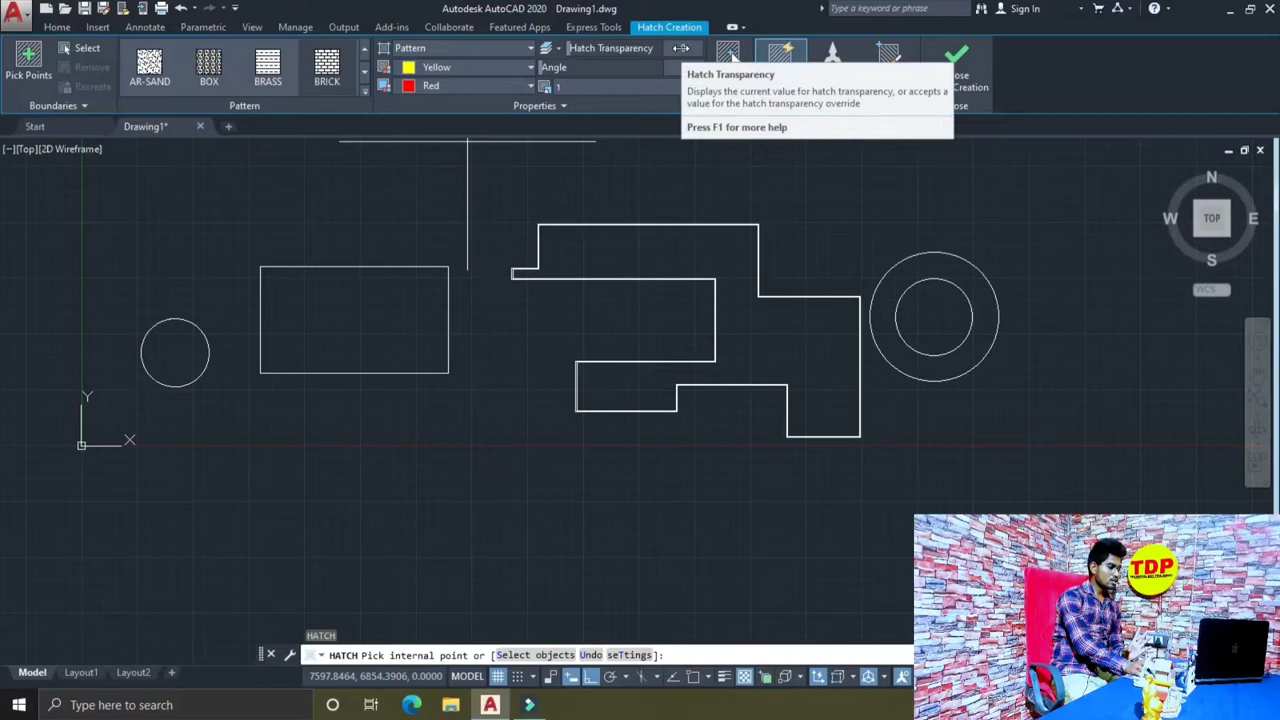 Autodesk AutoCAD 2020 Drawing1.dwg
Type a keyword or phrase
Sign In
Home Insert Annotate Parametric View Manage Output Add-ins Collaborate Featured Apps Express Tools Hatch Creation
Pick Points
Select
Remove
Recreate
Boundaries
AR-SAND
BOX
BRASS
BRICK
Pattern
Pattern
Yellow
Red
Hatch Transparency
Angle
1
Properties
Hatch Transparency
Displays the current value for hatch transparency, or accepts a
value for the hatch transparency override
Press F1 for more help
Start
Drawing1*
[−][Top][2D Wireframe]
N
W
TOP
E
S
WCS
Y
X
TDP
HATCH
HATCH Pick internal point or [Select objects Undo seTtings]:
Model
Layout1
Layout2
7597.8464, 6854.3906, 0.0000
MODEL
Type here to search